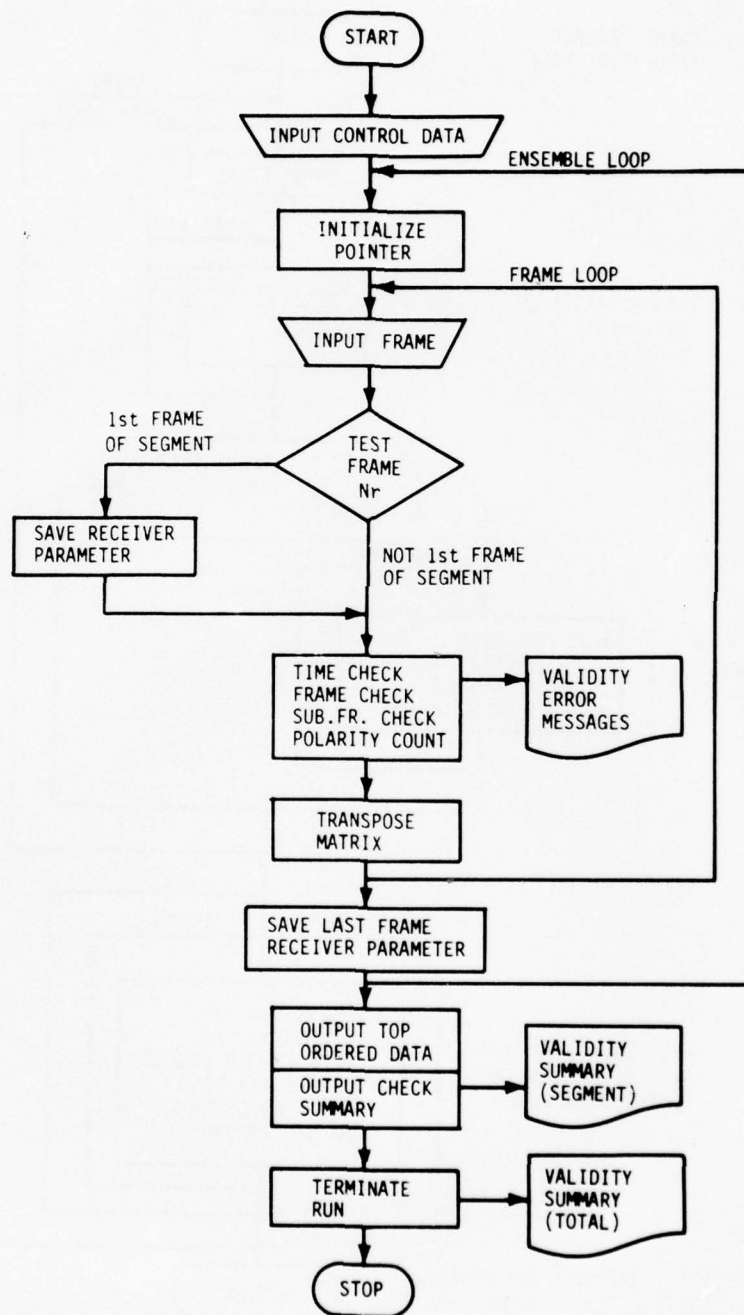 START
INPUT CONTROL DATA
ENSEMBLE LOOP
INITIALIZE
POINTER
FRAME LOOP
INPUT FRAME
1st FRAME
OF SEGMENT
TEST
FRAME
Nr
SAVE RECEIVER
PARAMETER
NOT 1st FRAME
OF SEGMENT
TIME CHECK
FRAME CHECK
SUB.FR. CHECK
POLARITY COUNT
VALIDITY
ERROR
MESSAGES
TRANSPOSE
MATRIX
SAVE LAST FRAME
RECEIVER PARAMETER
OUTPUT TOP
ORDERED DATA
OUTPUT CHECK
SUMMARY
VALIDITY
SUMMARY
(SEGMENT)
TERMINATE
RUN
VALIDITY
SUMMARY
(TOTAL)
STOP